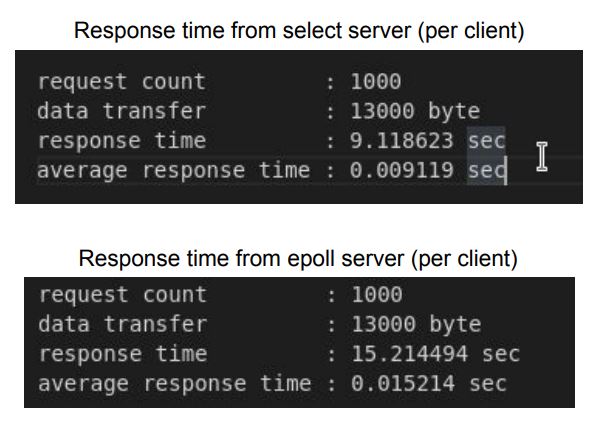 Response time from select server (per client)
request count : 1000
data transfer : 13000 byte
response time : 9.118623 sec
average response time : 0.009119 sec
Response time from epoll server (per client)
request count : 1000
data transfer : 13000 byte
response time : 15.214494 sec
average response time : 0.015214 sec